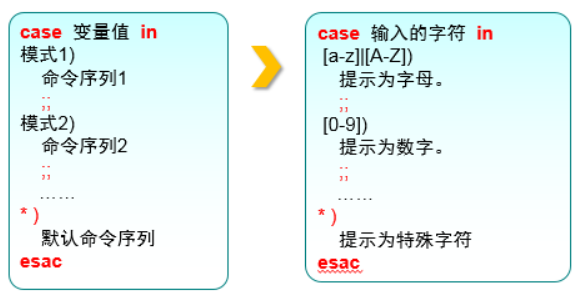 case 变量值 in
模式1)
命令序列1
;;
模式2)
命令序列2
;;
……
* )
默认命令序列
esac
case 输入的字符 in
[a-z]|[A-Z])
提示为字母。
;;
[0-9])
提示为数字。
;;
……
* )
提示为特殊字符
esac